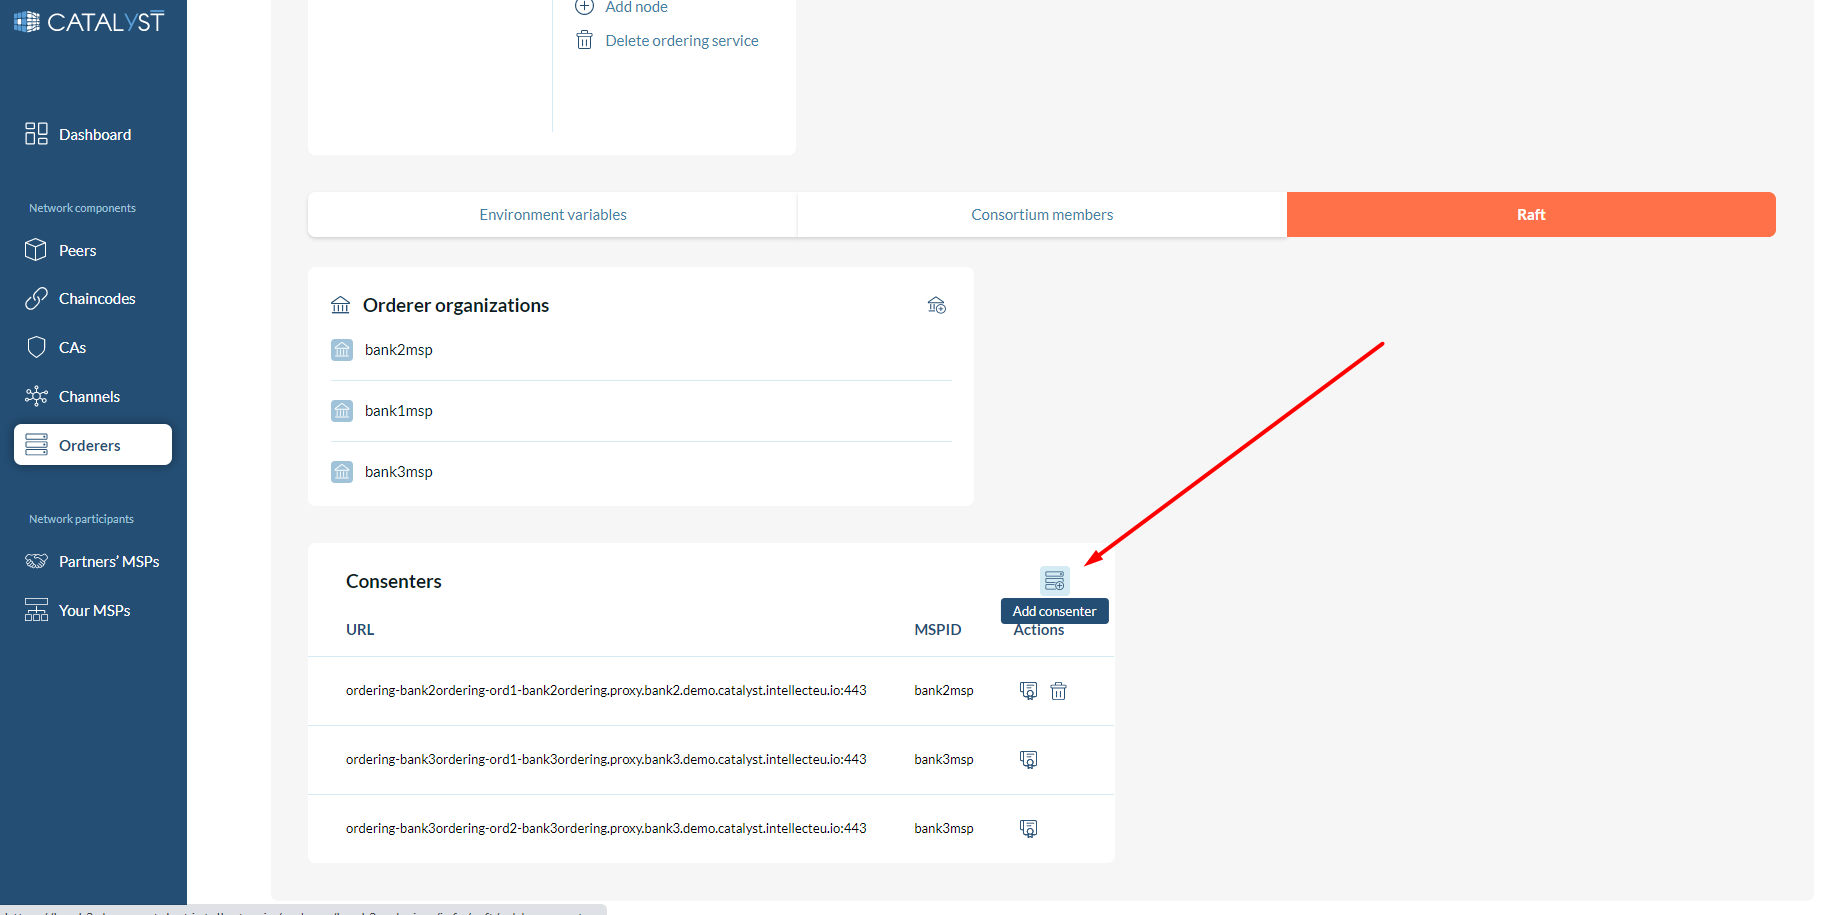 CATALYST
Add node
Delete ordering service
Dashboard
Network components
Peers
Chaincodes
CAs
Channels
Orderers
Network participants
Partners’ MSPs
Your MSPs
Environment variables
Consortium members
Raft
Orderer organizations
bank2msp
bank1msp
bank3msp
Consenters
Add consenter
URL MSPID Actions
ordering-bank2ordering-ord1-bank2ordering.proxy.bank2.demo.catalyst.intellecteu.io:443 bank2msp
ordering-bank3ordering-ord1-bank3ordering.proxy.bank3.demo.catalyst.intellecteu.io:443 bank3msp
ordering-bank3ordering-ord2-bank3ordering.proxy.bank3.demo.catalyst.intellecteu.io:443 bank3msp